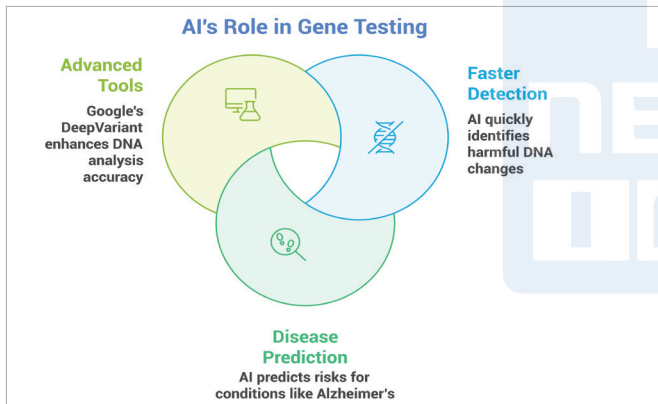 AI's Role in Gene Testing
Advanced
Tools
Google's
DeepVariant
enhances DNA
analysis
accuracy
Faster
Detection
AI quickly
identifies
harmful DNA
changes
Disease
Prediction
AI predicts risks for
conditions like Alzheimer's